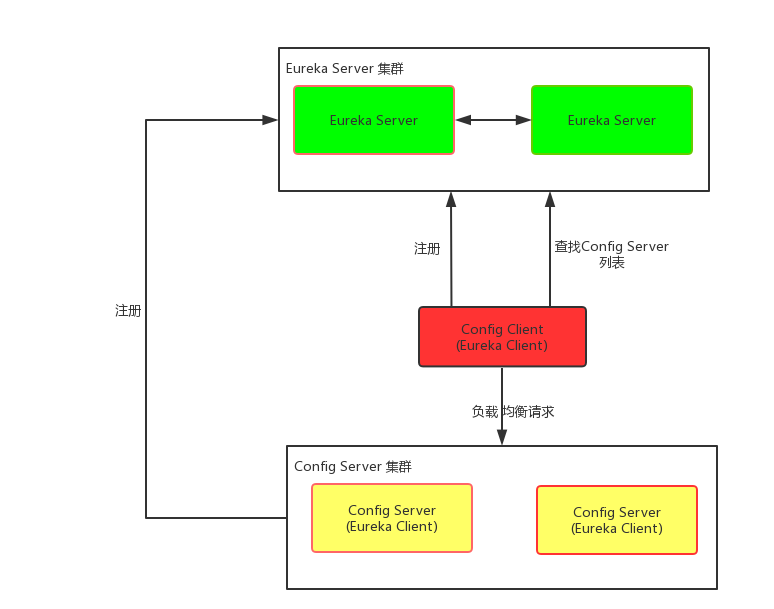 Eureka Server 集群
Eureka Server
Eureka Server
注册
查找Config Server
列表
注册
Config Client
(Eureka Client)
负载 均衡请求
Config Server 集群
Config Server
(Eureka Client)
Config Server
(Eureka Client)